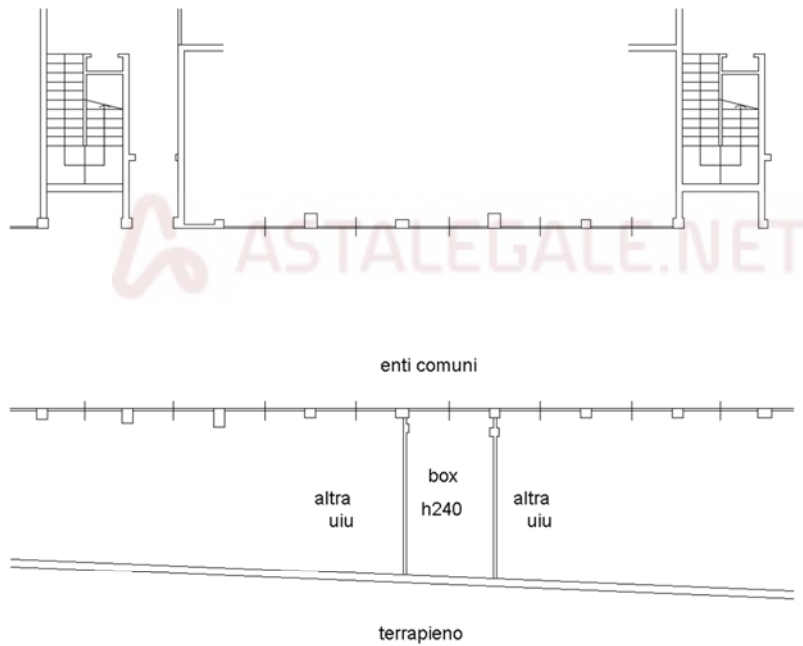 ASTALEGALE.NET
enti comuni
altra
uiu
box
h240
altra
uiu
terrapieno